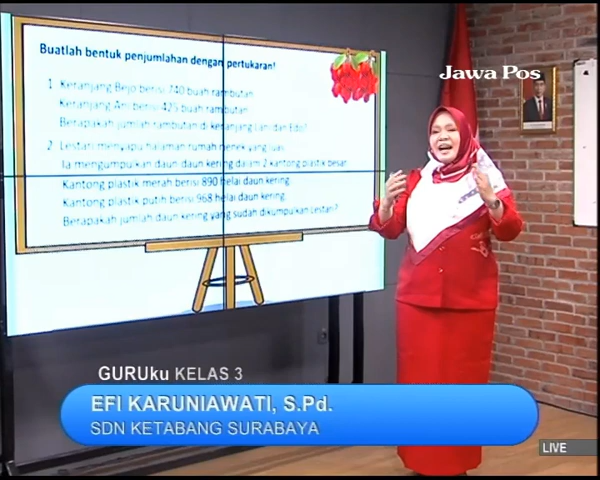 Buatlah bentuk penjumlahan dengan pertukaran!
1 Keranjang Bejo berisi 740 buah rambutan
Keranjang Ani berisi 425 buah rambutan
Berapakah jumlah rambutan di keranjang Lani dan Edo?
2 Lestari menyapu halaman rumah nenek yang luas
Ia mengumpulkan daun-daun kering dalam 2 kantong plastik besar
Kantong plastik merah berisi 890 helai daun kering
Kantong plastik putih berisi 968 helai daun kering.
Berapakah jumlah daun kering yang sudah dikumpulkan Lestari?
Jawa Pos
GURUku KELAS 3
EFI KARUNIAWATI, S.Pd.
SDN KETABANG SURABAYA
LIVE